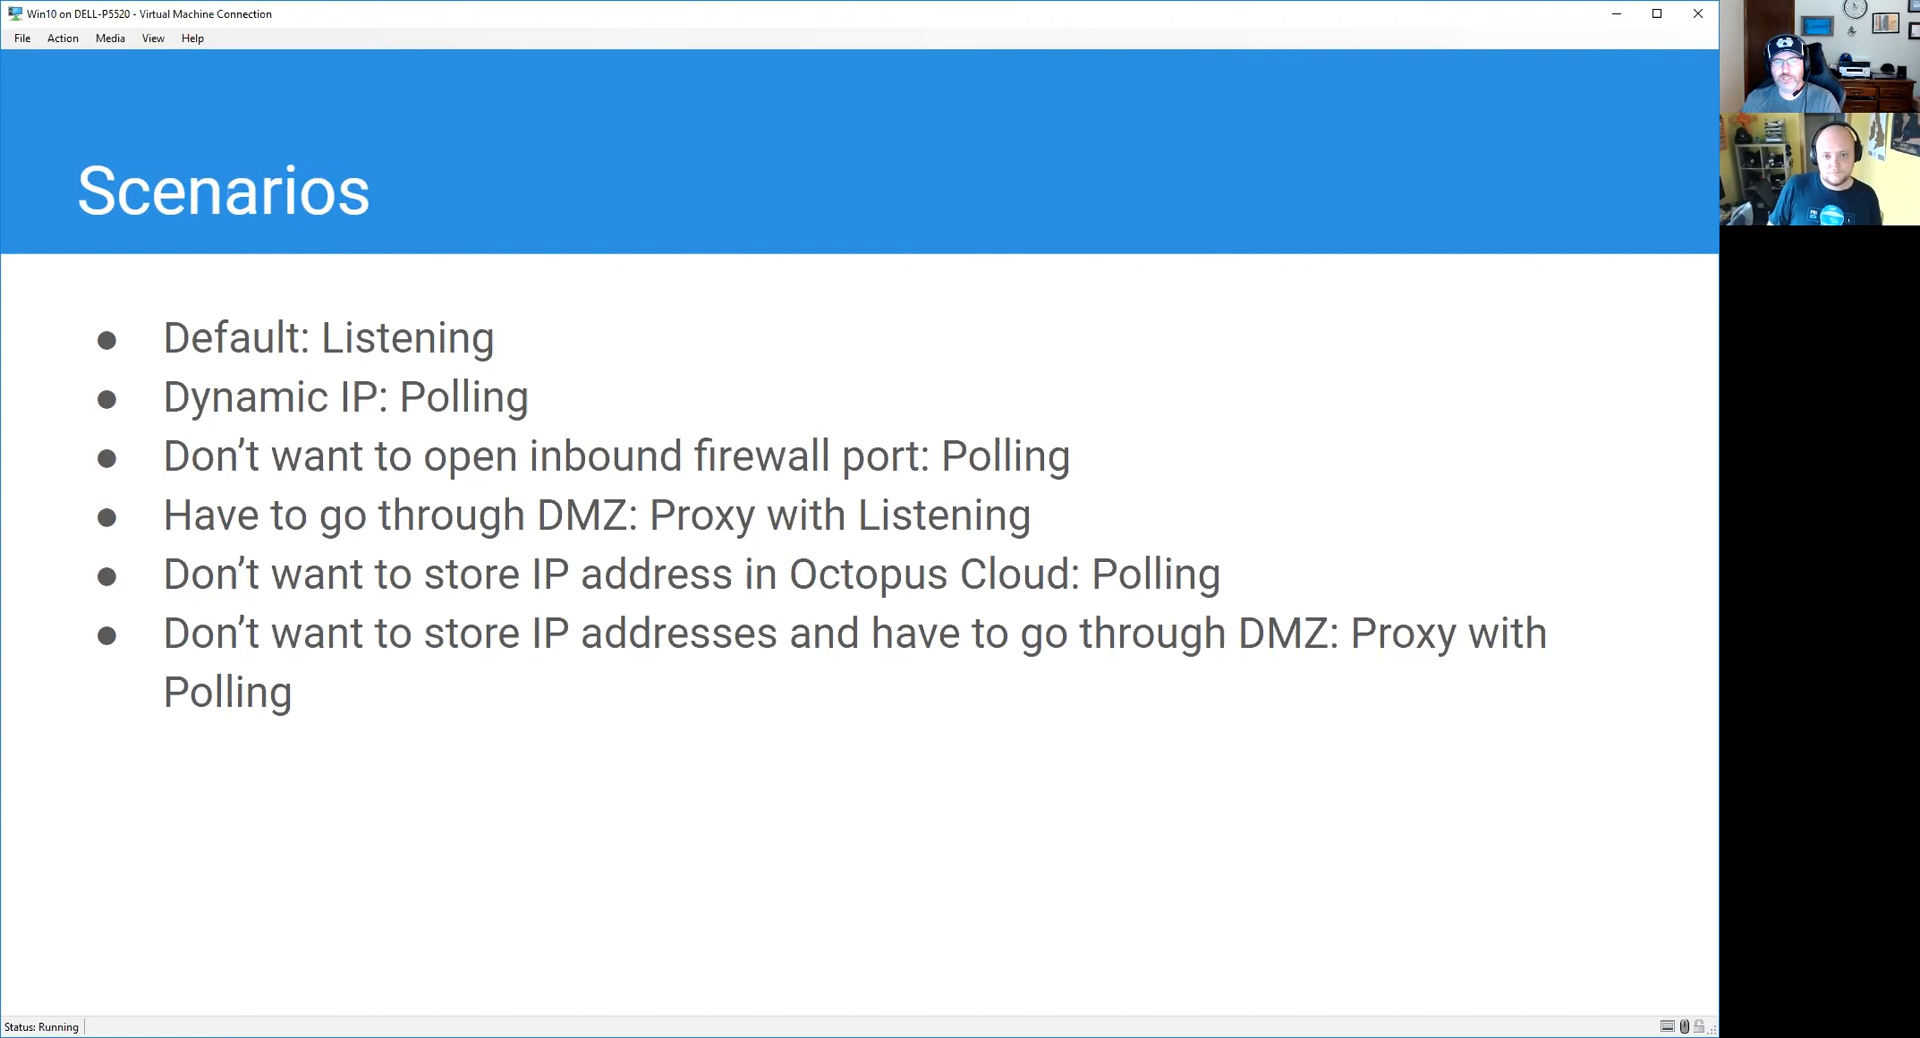 Win10 on DELL-P5520 - Virtual Machine Connection
File Action Media View Help
Scenarios
● Default: Listening
● Dynamic IP: Polling
● Don’t want to open inbound firewall port: Polling
● Have to go through DMZ: Proxy with Listening
● Don’t want to store IP address in Octopus Cloud: Polling
● Don’t want to store IP addresses and have to go through DMZ: Proxy with
Polling
Status: Running